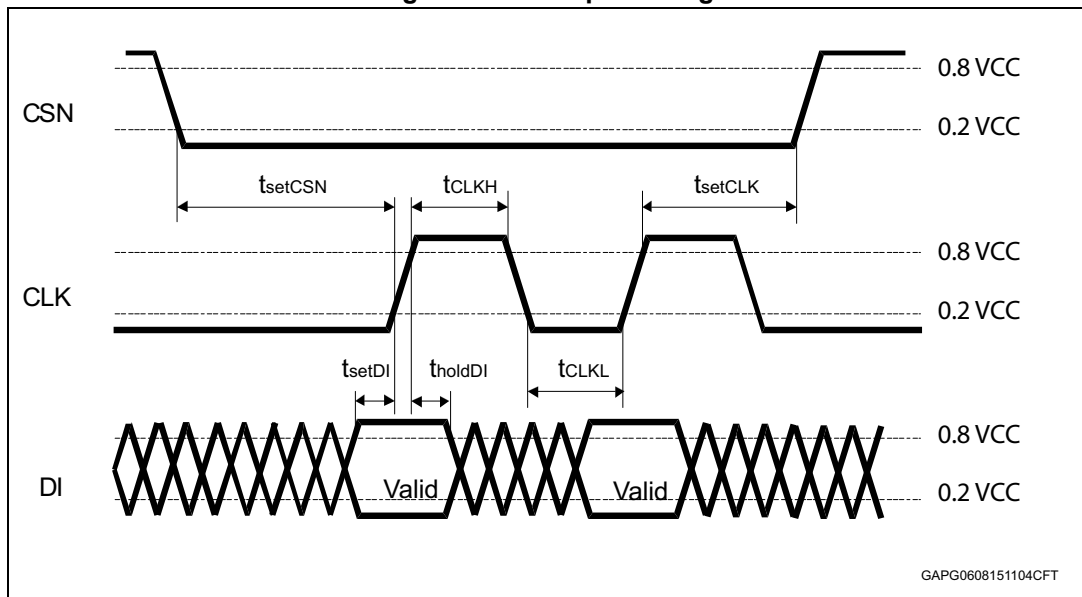 0.8 VCC
CSN
0.2 VCC
tsetCSN
tCLKH
tsetCLK
0.8 VCC
CLK
0.2 VCC
tsetDI
tholdDI
tCLKL
0.8 VCC
DI
Valid
Valid
0.2 VCC
GAPG0608151104CFT